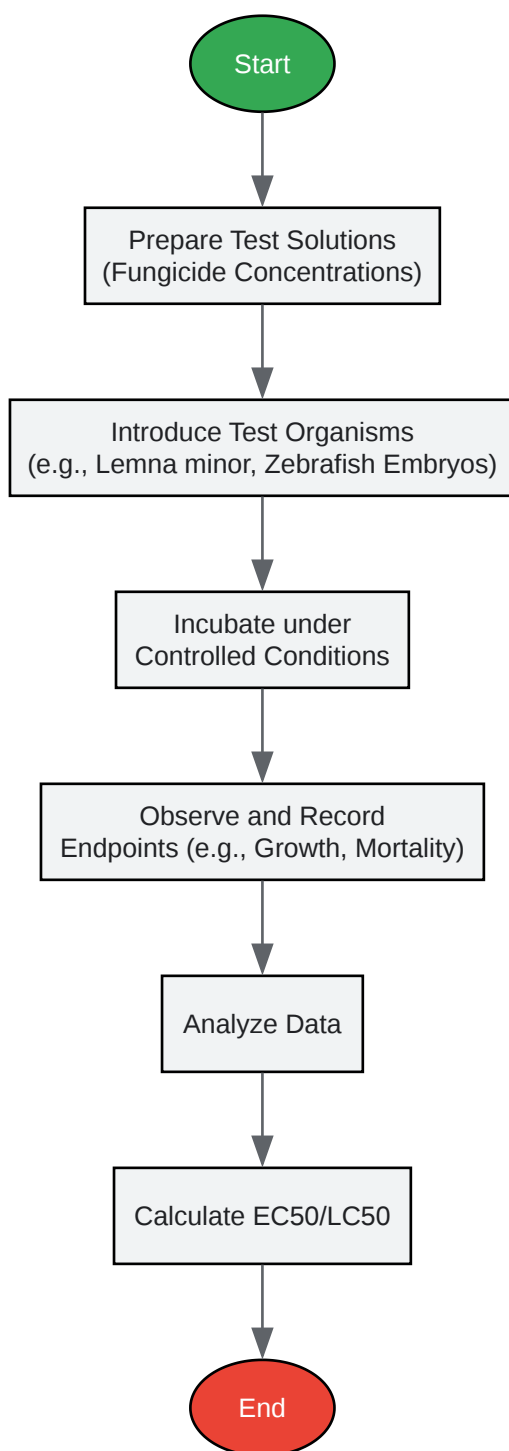 Start
Prepare Test Solutions
(Fungicide Concentrations)
Introduce Test Organisms
(e.g., Lemna minor, Zebrafish Embryos)
Incubate under
Controlled Conditions
Observe and Record
Endpoints (e.g., Growth, Mortality)
Analyze Data
Calculate EC50/LC50
End